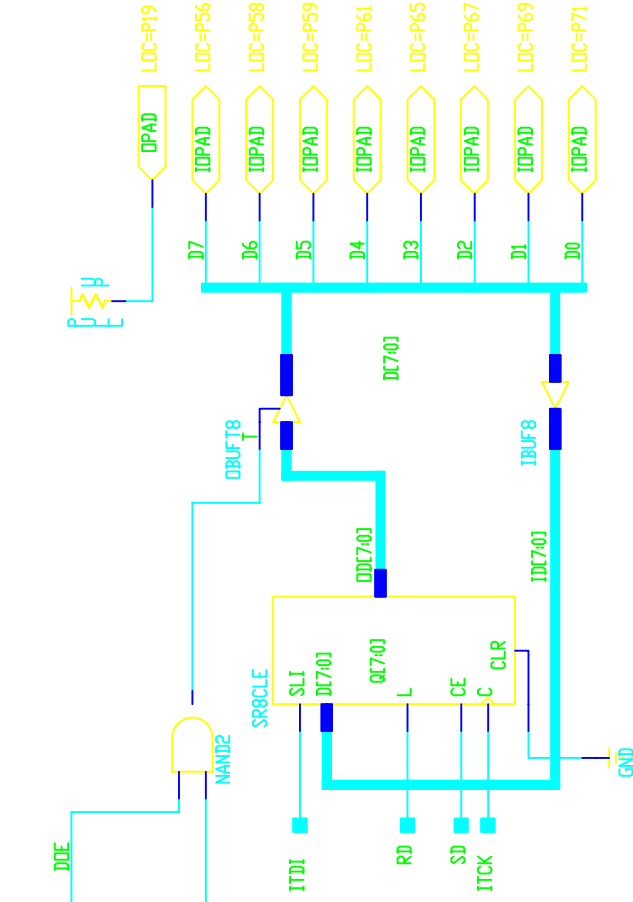 LOC=P19
LOC=P56
LOC=P58
LOC=P59
LOC=P61
LOC=P65
LOC=P67
LOC=P69
LOC=P71
OPAD
IOPAD
IOPAD
IOPAD
IOPAD
IOPAD
IOPAD
IOPAD
IOPAD
D7
D6
D5
D4
D3
D2
D1
D0
D[7:0]
OBUFT8
T
IBUF8
OD[7:0]
ID[7:0]
SR8CLE
SLI
D[7:0]
Q[7:0]
L
CE
C
CLR
NAND2
GND
DOE
ITDI
RD
SD
ITCK